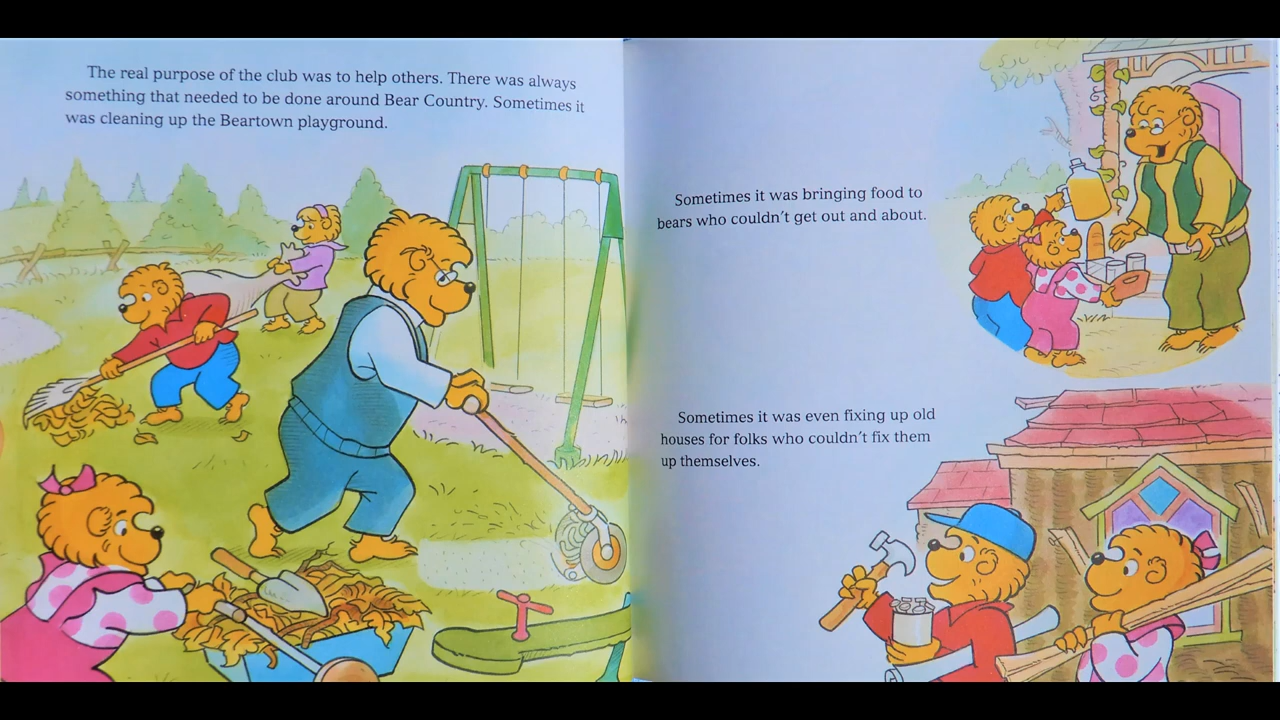 The real purpose of the club was to help others. There was always
something that needed to be done around Bear Country. Sometimes it
was cleaning up the Beartown playground.
Sometimes it was bringing food to
bears who couldn't get out and about.
Sometimes it was even fixing up old
houses for folks who couldn't fix them
up themselves.